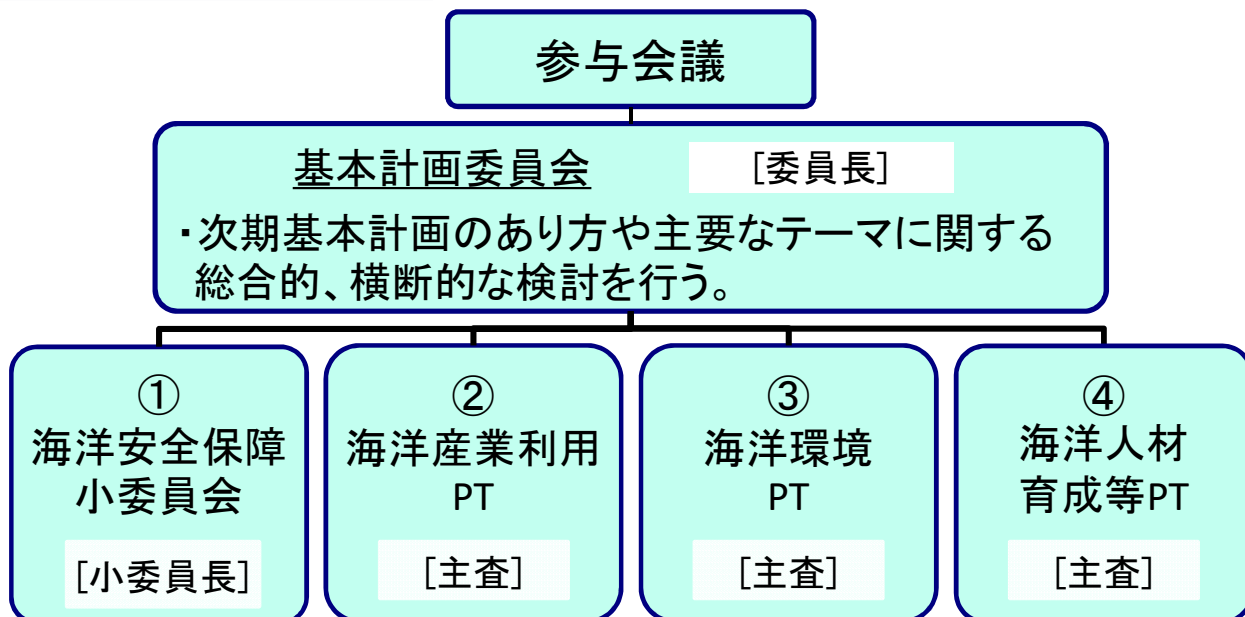 参与会議
基本計画委員会 [委員長]
・次期基本計画のあり方や主要なテーマに関する
総合的、横断的な検討を行う。
①
海洋安全保障
小委員会
[小委員長]
②
海洋産業利用
PT
[主査]
③
海洋環境
PT
[主査]
④
海洋人材
育成等PT
[主査]